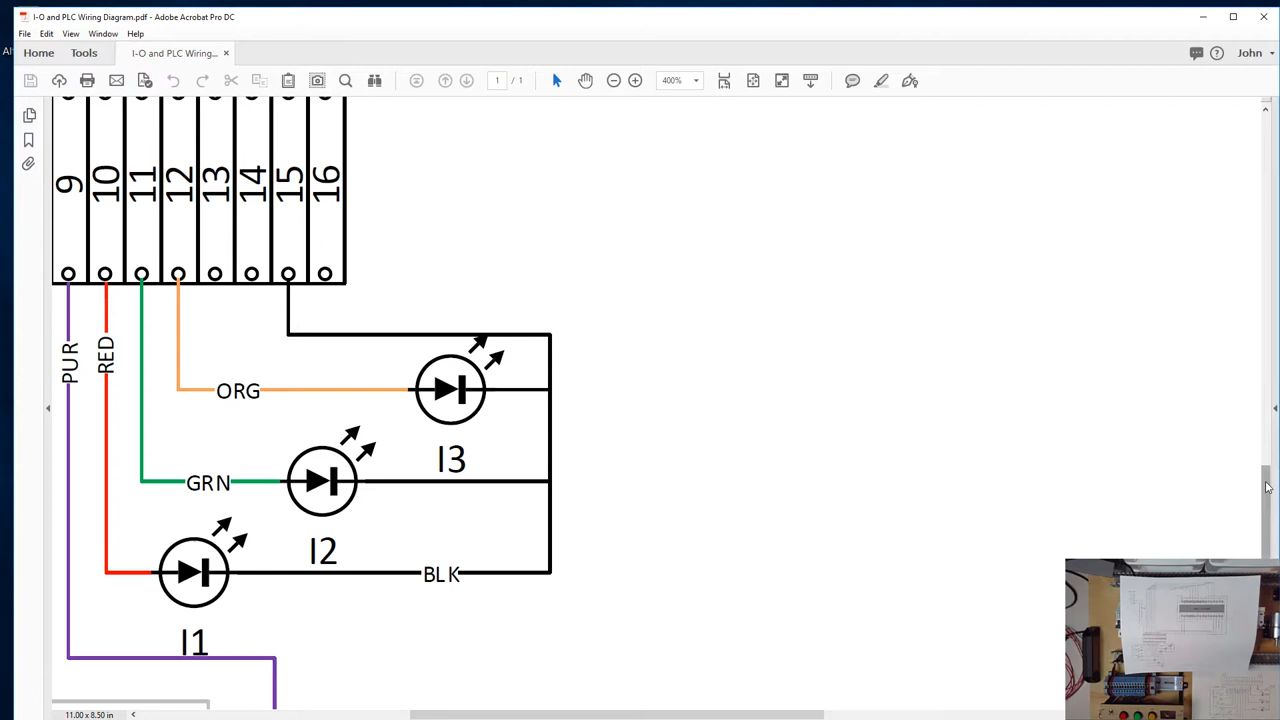 I-O and PLC Wiring Diagram.pdf - Adobe Acrobat Pro DC
File Edit View Window Help
Home Tools I-O and PLC Wiring... × John
1 / 1 400%
9 10 11 12 13 14 15 16
PUR RED
ORG
I3
GRN
I2
BLK
I1
11.00 x 8.50 in